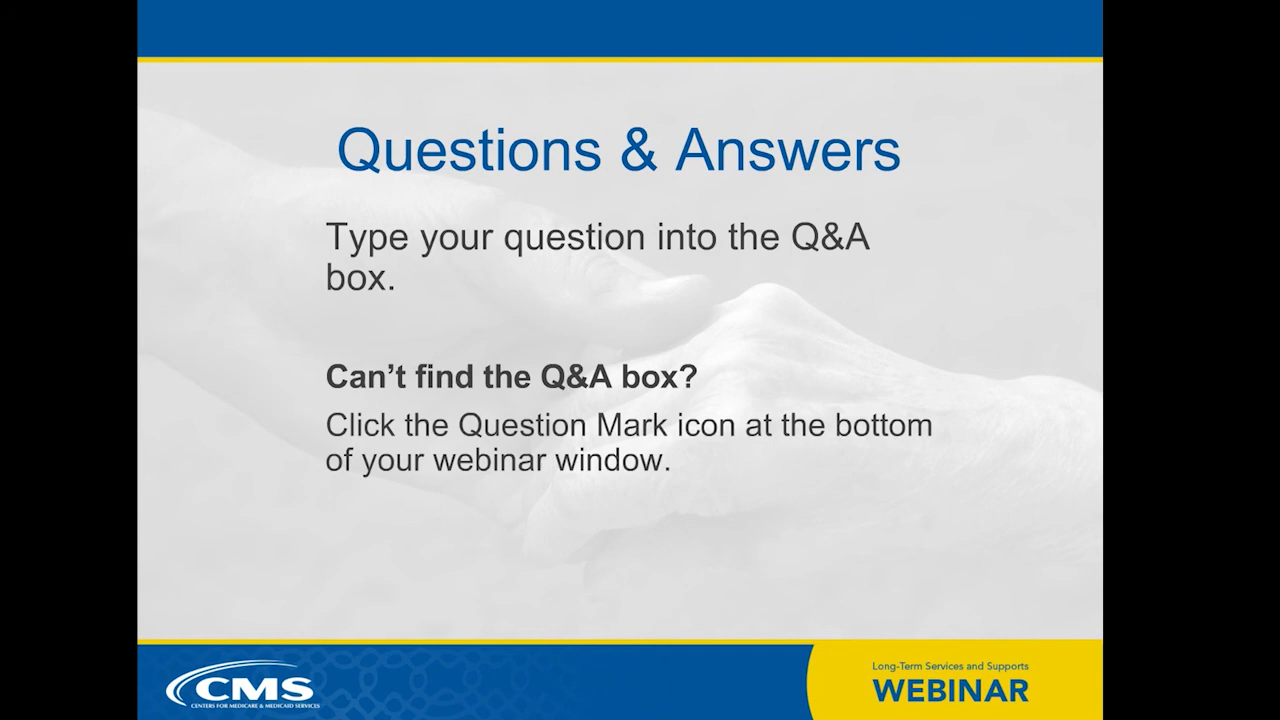 Questions & Answers
Type your question into the Q&A
box.
Can’t find the Q&A box?
Click the Question Mark icon at the bottom
of your webinar window.
CMS
CENTERS FOR MEDICARE & MEDICAID SERVICES
Long-Term Services and Supports
WEBINAR